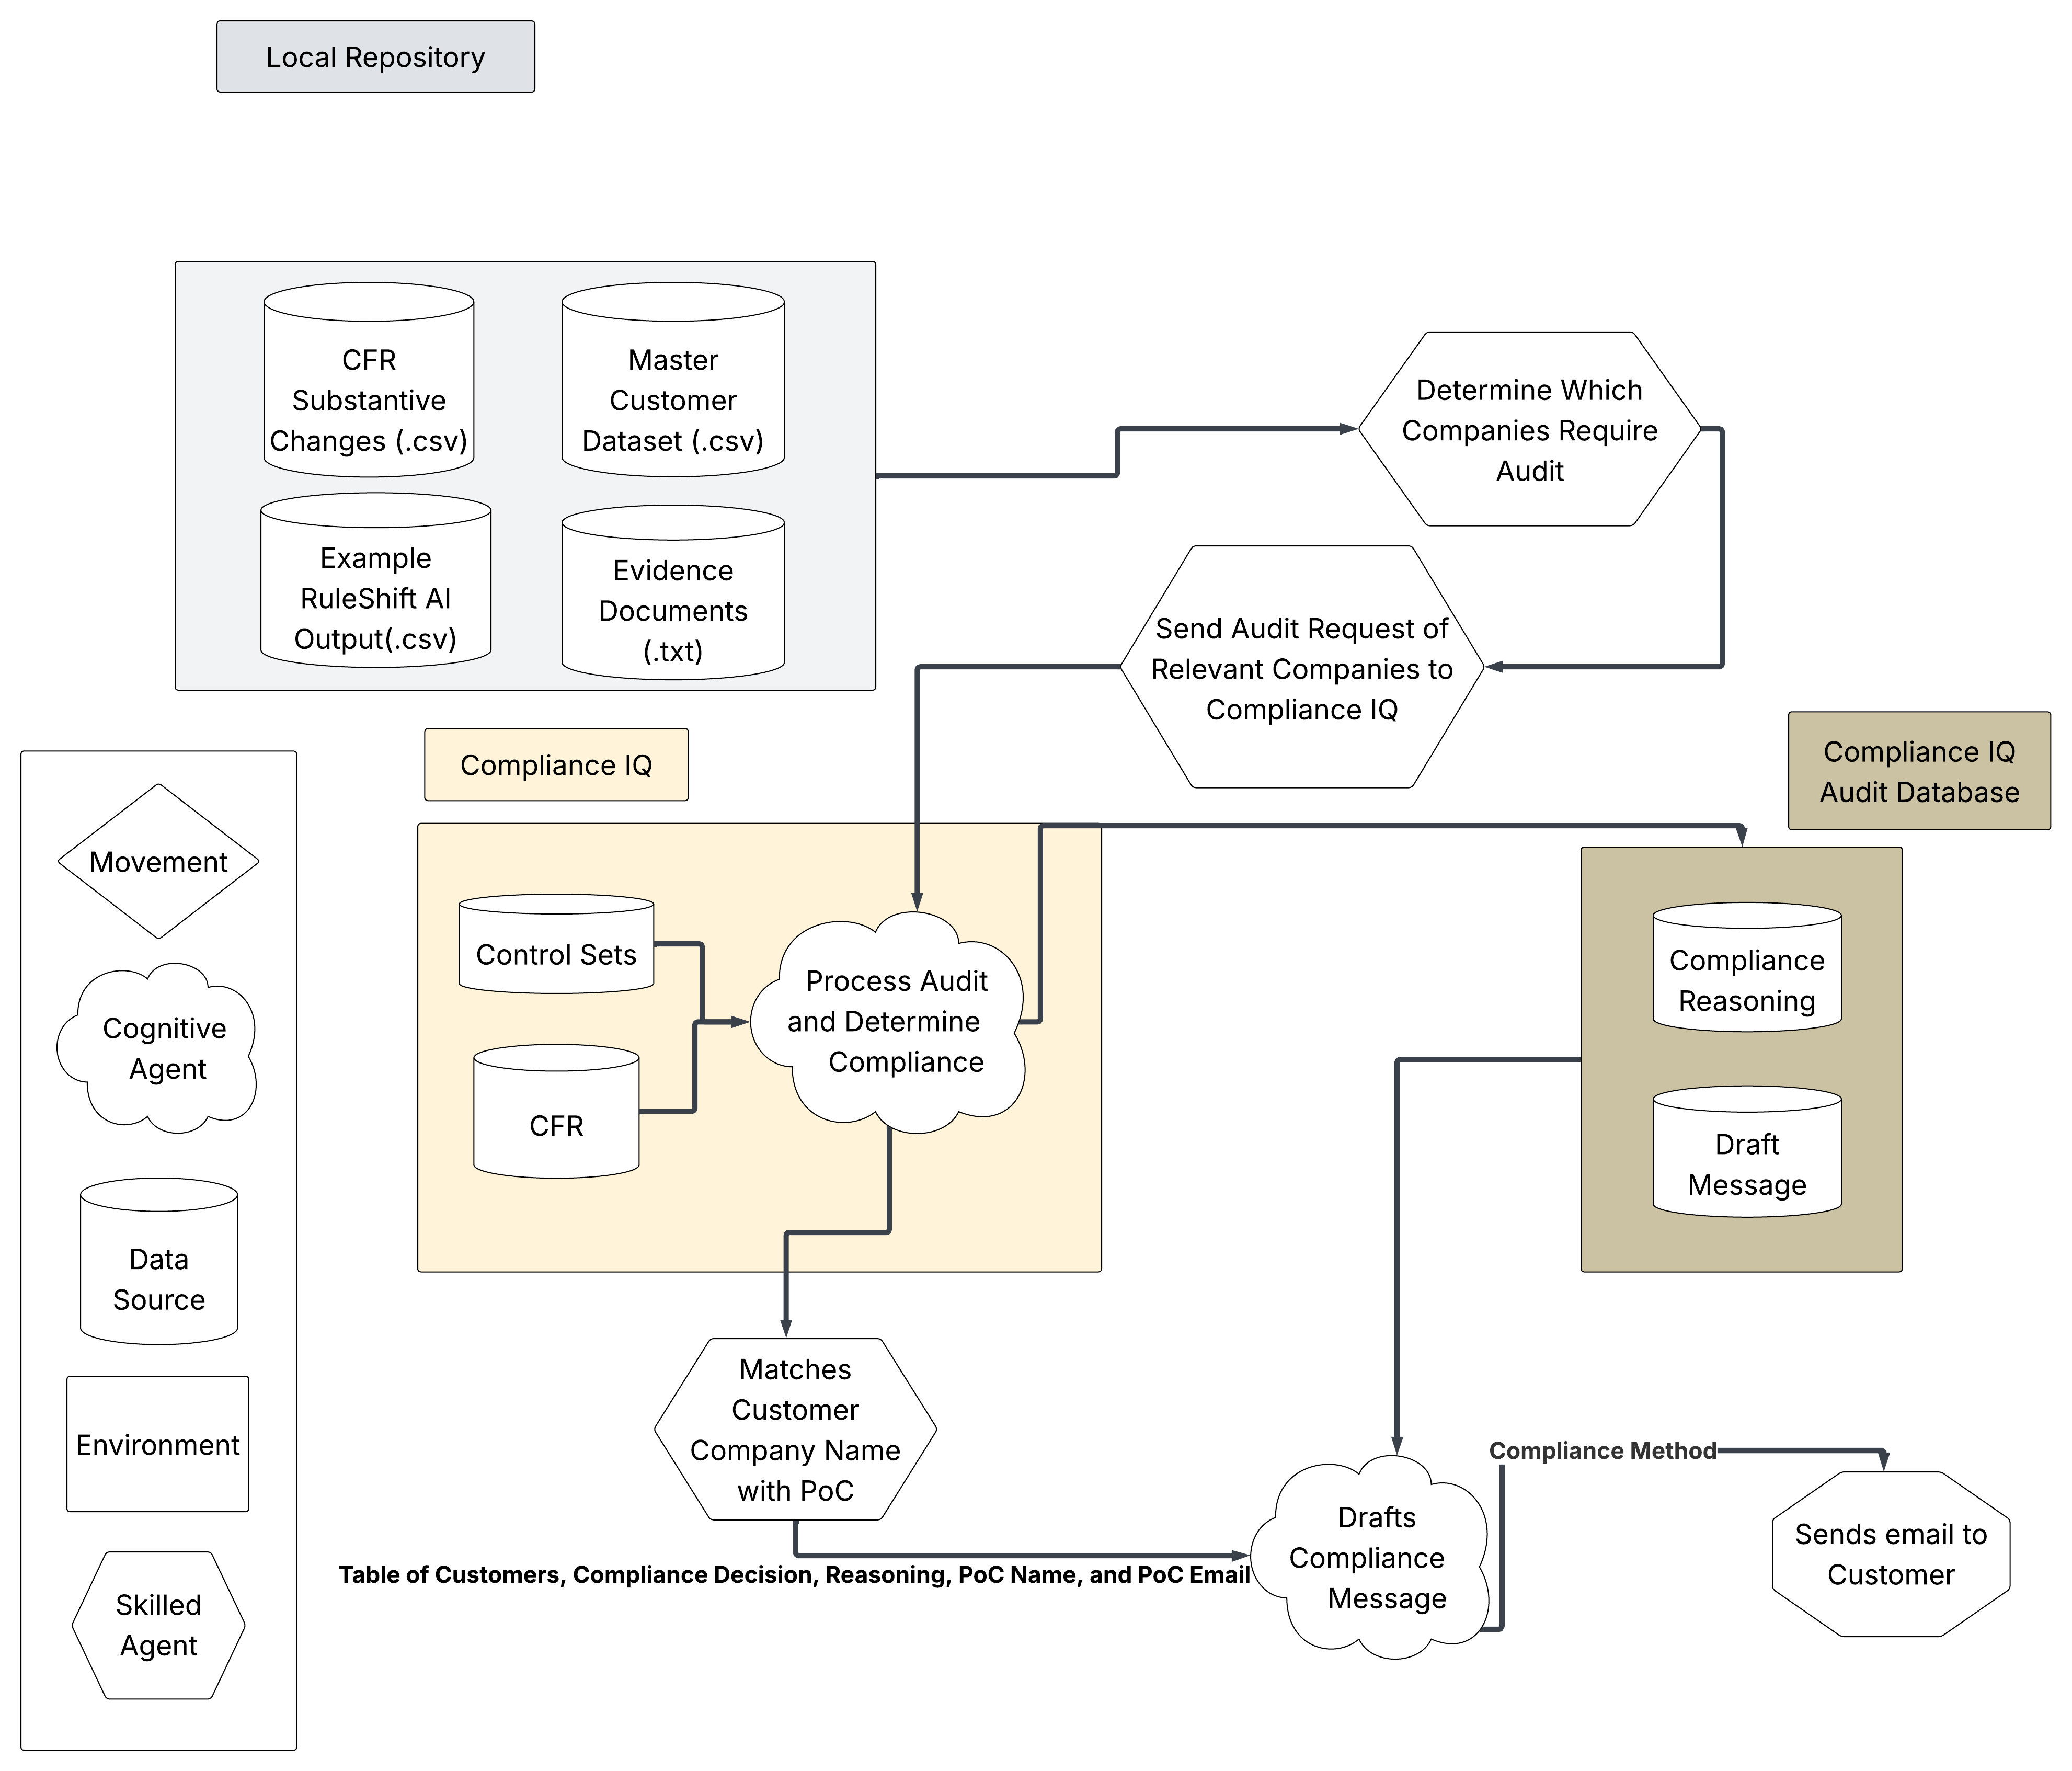 Local Repository
CFR
Substantive
Changes (.csv)
Master
Customer
Dataset (.csv)
Example
RuleShift AI
Output(.csv)
Evidence
Documents
(.txt)
Determine Which
Companies Require
Audit
Send Audit Request of
Relevant Companies to
Compliance IQ
Compliance IQ
Compliance IQ
Audit Database
Movement
Cognitive
Agent
Data
Source
Environment
Skilled
Agent
Control Sets
CFR
Process Audit
and Determine
Compliance
Compliance
Reasoning
Draft
Message
Matches
Customer
Company Name
with PoC
Table of Customers, Compliance Decision, Reasoning, PoC Name, and PoC Email
Drafts
Compliance
Message
Compliance Method
Sends email to
Customer